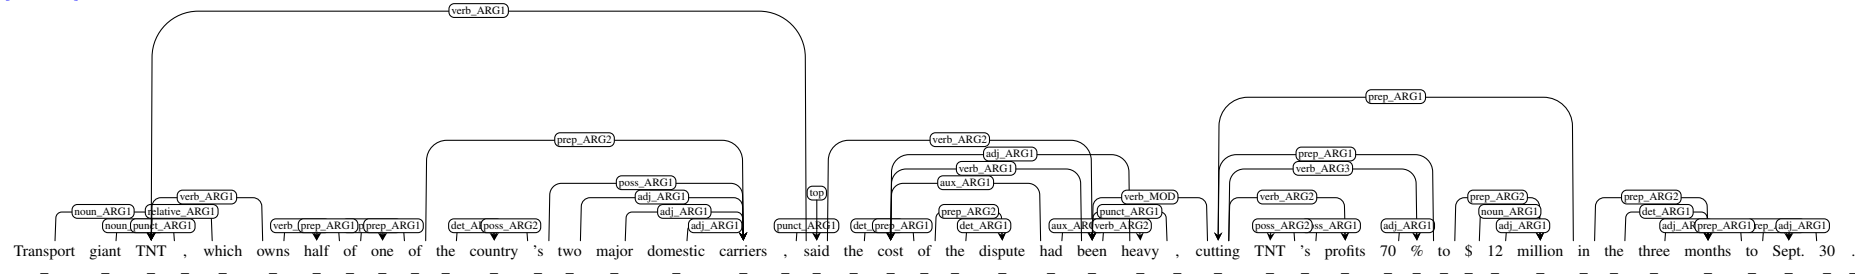 verb_ARG1
prep_ARG1
prep_ARG2 verb_ARG2
adj_ARG1 prep_ARG1
verb_ARG1 verb_ARG3
poss_ARG1 aux_ARG1
top
verb_ARG1 adj_ARG1 verb_MOD verb_ARG2 prep_ARG2 prep_ARG2
noun_ARG1 relative_ARG1 adj_ARG1 prep_ARG2 punct_ARG1 noun_ARG1 det_ARG1
punct_ARG1 prep_ARG1 prep_ARG1 poss_ARG2 adj_ARG1 punct_ARG1 det_ARG1 verb_ARG2 poss_ARG2 adj_ARG1 adj_ARG1 prep_ARG1 adj_ARG1
Transport giant TNT , which owns half of one of the country 's two major domestic carriers , said the cost of the dispute had been heavy , cutting TNT 's profits 70 % to $ 12 million in the three months to Sept. 30 .